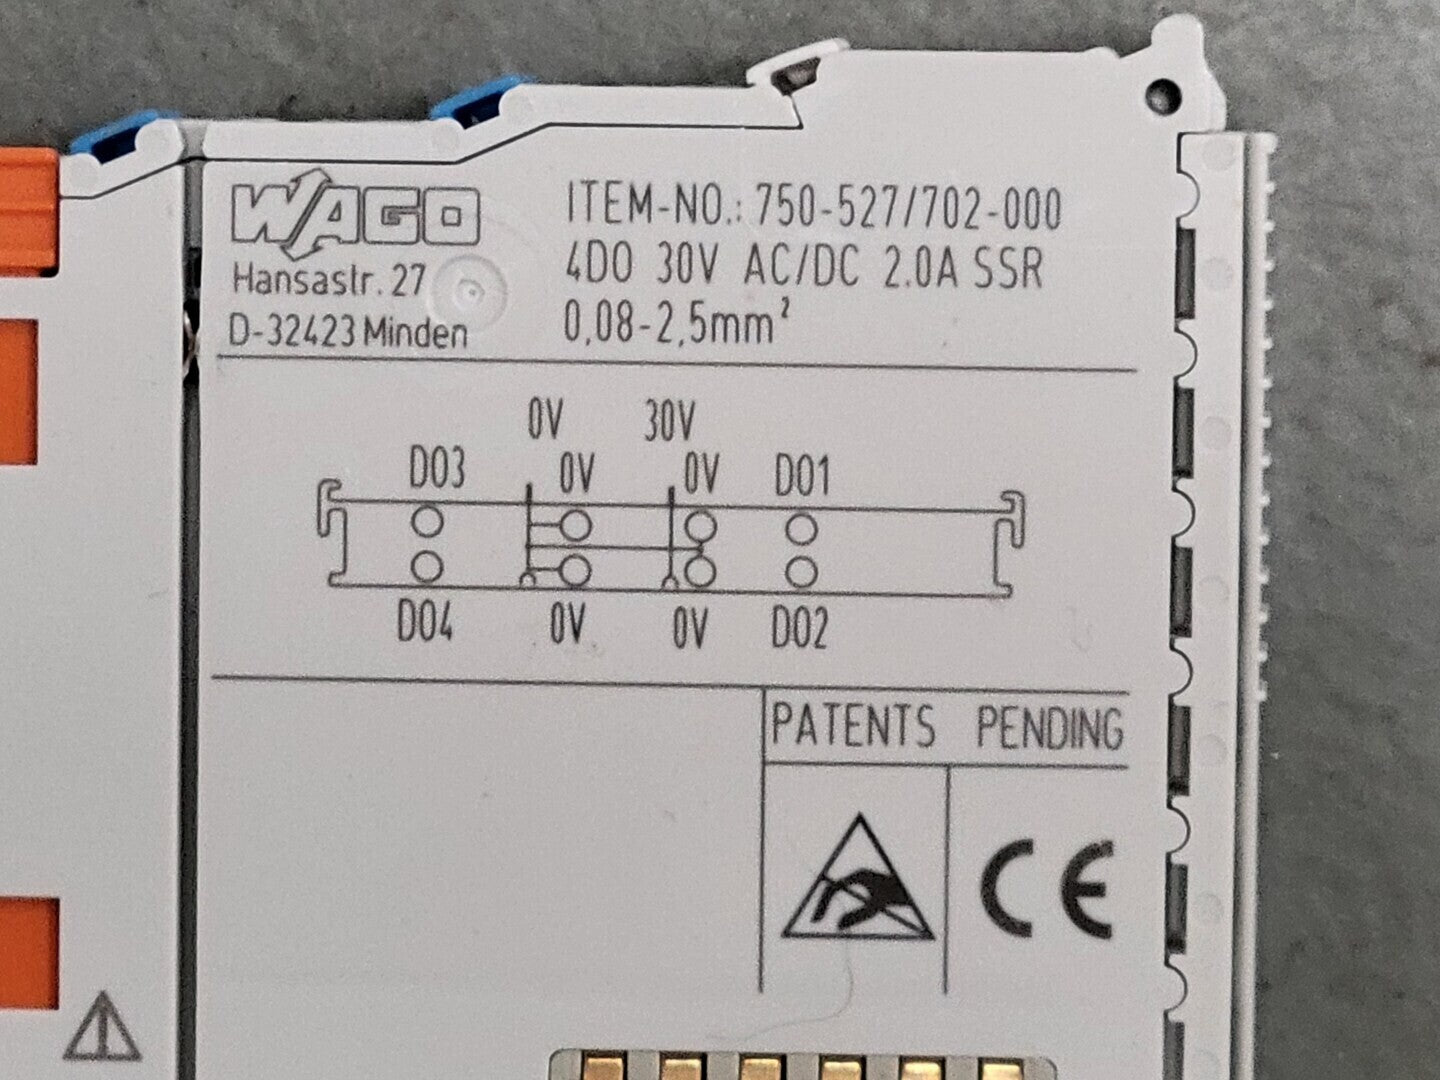 WAGO
Hansastr. 27
D-32423 Minden
ITEM-NO.: 750-527/702-000
4DO 30V AC/DC 2.0A SSR
0,08-2,5mm²
0V 30V
DO3 0V 0V DO1
DO4 0V 0V DO2
PATENTS PENDING
CE